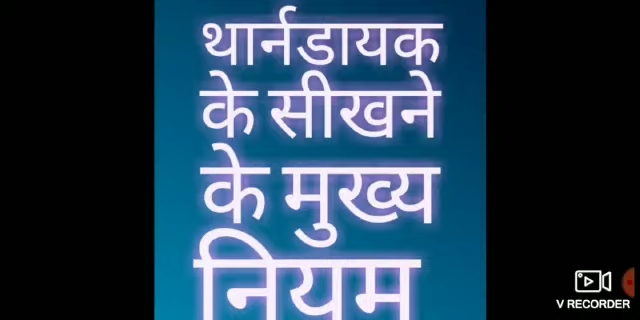 थार्नडायक
के सीखने
के मुख्य
नियम
V RECORDER